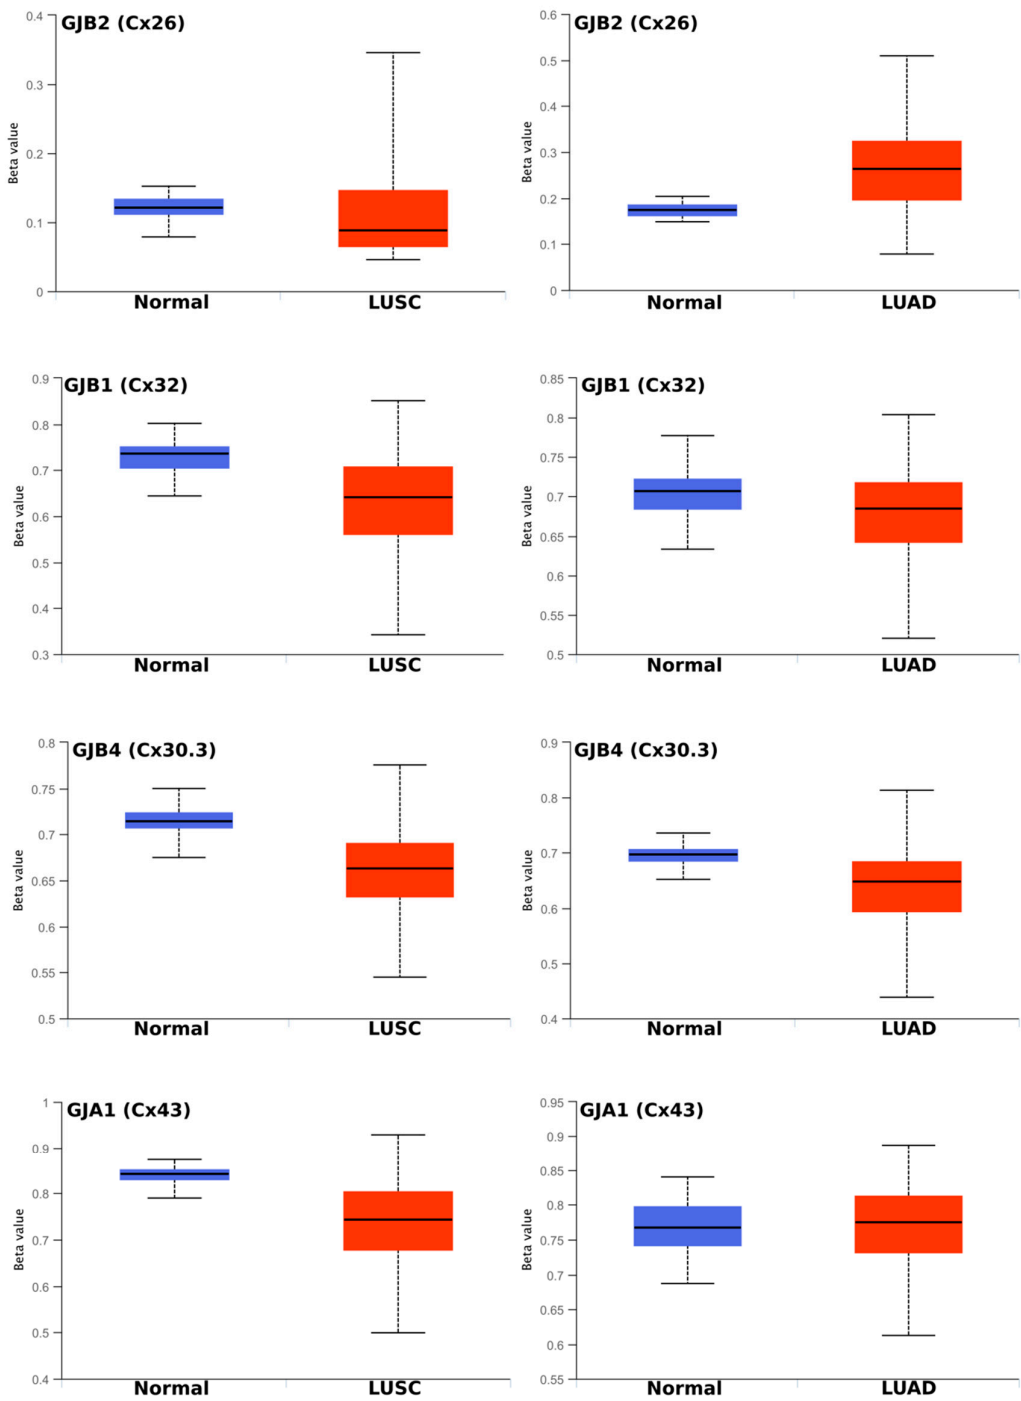 GJB2 (Cx26)
0.4
0.3
0.2
0.1
0
Beta value
Normal
LUSC
GJB2 (Cx26)
0.6
0.5
0.4
0.3
0.2
0.1
0
Beta value
Normal
LUAD
GJB1 (Cx32)
0.9
0.8
0.7
0.6
0.5
0.4
0.3
Beta value
Normal
LUSC
GJB1 (Cx32)
0.85
0.8
0.75
0.7
0.65
0.6
0.55
0.5
Beta value
Normal
LUAD
GJB4 (Cx30.3)
0.8
0.75
0.7
0.65
0.6
0.55
0.5
Beta value
Normal
LUSC
GJB4 (Cx30.3)
0.9
0.8
0.7
0.6
0.5
0.4
Beta value
Normal
LUAD
GJA1 (Cx43)
1
0.9
0.8
0.7
0.6
0.5
0.4
Beta value
Normal
LUSC
GJA1 (Cx43)
0.95
0.9
0.85
0.8
0.75
0.7
0.65
0.6
0.55
Beta value
Normal
LUAD